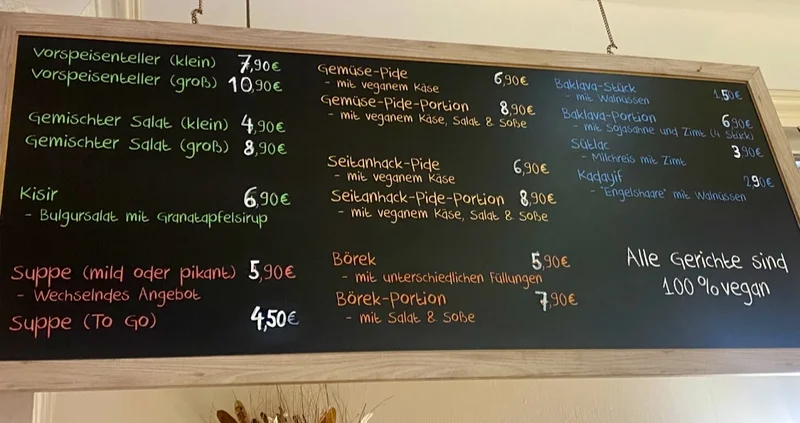 Vorspeisenteller (klein) 7,90€
Vorspeisenteller (groß) 10,90€
Gemischter Salat (klein) 4,90€
Gemischter Salat (groß) 8,90€
Kisir 6,90€
- Bulgursalat mit Granatapfelsirup
Suppe (mild oder pikant) 5,90€
- Wechselndes Angebot
Suppe (To Go) 4,50€
Gemüse-Pide 6,90€
- mit veganem Käse
Gemüse-Pide-Portion 8,90€
- mit veganem Käse, Salat & Soße
Seitanhack-Pide 6,90€
- mit veganem Käse
Seitanhack-Pide-Portion 8,90€
- mit veganem Käse, Salat & Soße
Börek 5,90€
- mit unterschiedlichen Füllungen
Börek-Portion 7,90€
- mit Salat & Soße
Baklava-Stück 1,50€
- mit Walnüssen
Baklava-Portion 6,90€
- mit Sojasahne und Zimt (4 Stück)
Sütlac 3,90€
- Milchreis mit Zimt
Kadayif 2,90€
- "Engelshaare" mit Walnüssen
Alle Gerichte sind
100% vegan